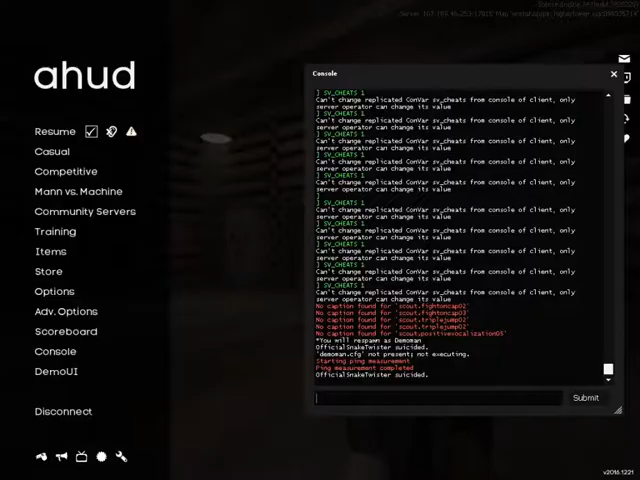 ahud
Resume
Casual
Competitive
Mann vs. Machine
Community Servers
Training
Items
Store
Options
Adv. Options
Scoreboard
Console
DemoUI
Disconnect
Console
] SV_CHEATS 1
Can't change replicated ConVar sv_cheats from console of client, only
server operator can change its value
] SV_CHEATS 1
Can't change replicated ConVar sv_cheats from console of client, only
server operator can change its value
] SV_CHEATS 1
Can't change replicated ConVar sv_cheats from console of client, only
server operator can change its value
] SV_CHEATS 1
Can't change replicated ConVar sv_cheats from console of client, only
server operator can change its value
] SV_CHEATS 1
Can't change replicated ConVar sv_cheats from console of client, only
server operator can change its value
]
] SV_CHEATS 1
Can't change replicated ConVar sv_cheats from console of client, only
server operator can change its value
] SV_CHEATS 1
Can't change replicated ConVar sv_cheats from console of client, only
server operator can change its value
] SV_CHEATS 1
Can't change replicated ConVar sv_cheats from console of client, only
server operator can change its value
] SV_CHEATS 1
Can't change replicated ConVar sv_cheats from console of client, only
server operator can change its value
] SV_CHEATS 1
Can't change replicated ConVar sv_cheats from console of client, only
server operator can change its value
No caption found for 'scout.fightoncap02'
No caption found for 'scout.fightoncap03'
No caption found for 'scout.triplejump02'
No caption found for 'scout.triplejump02'
No caption found for 'scout.positivevocalization05'
*You will respawn as Demoman
OfficialSnakeTwister suicided.
'demoman.cfg' not present; not executing.
Starting ping measurement
Ping measurement completed
OfficialSnakeTwister suicided.
Submit
v2016.1221